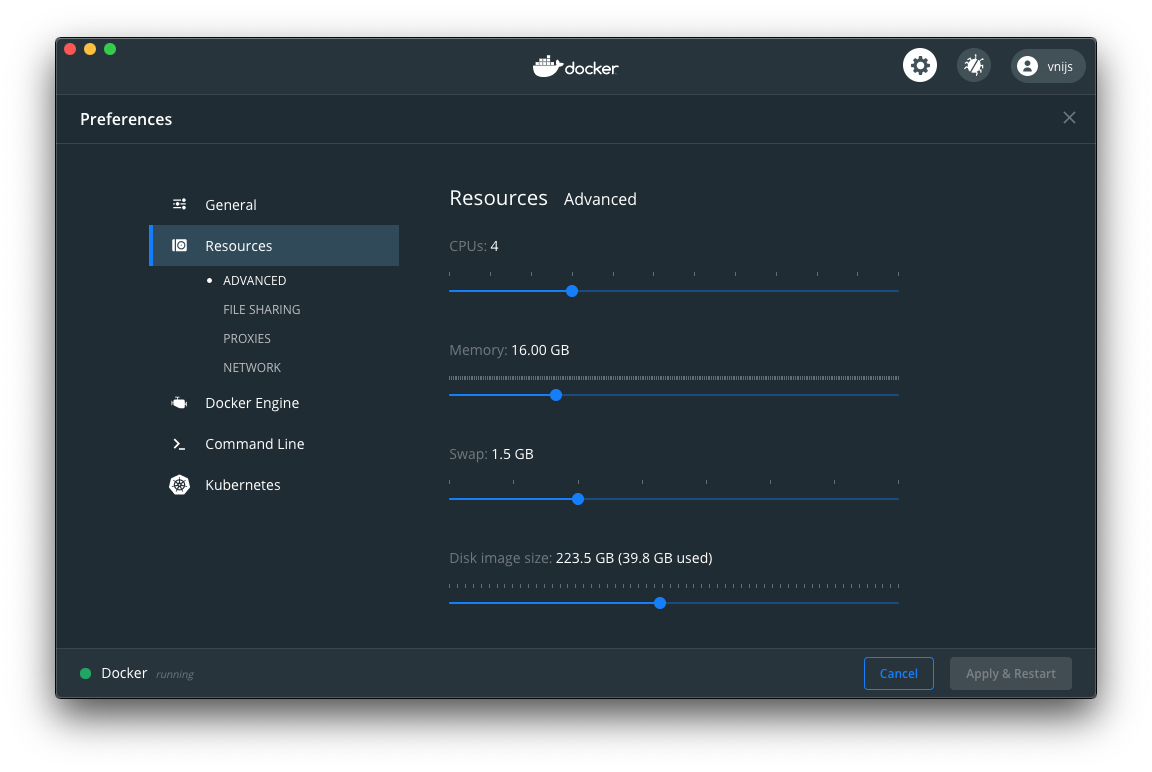 docker
vnijs
Preferences
General
Resources
ADVANCED
FILE SHARING
PROXIES
NETWORK
Docker Engine
Command Line
Kubernetes
Resources Advanced
CPUs: 4
Memory: 16.00 GB
Swap: 1.5 GB
Disk image size: 223.5 GB (39.8 GB used)
Docker running
Cancel
Apply & Restart